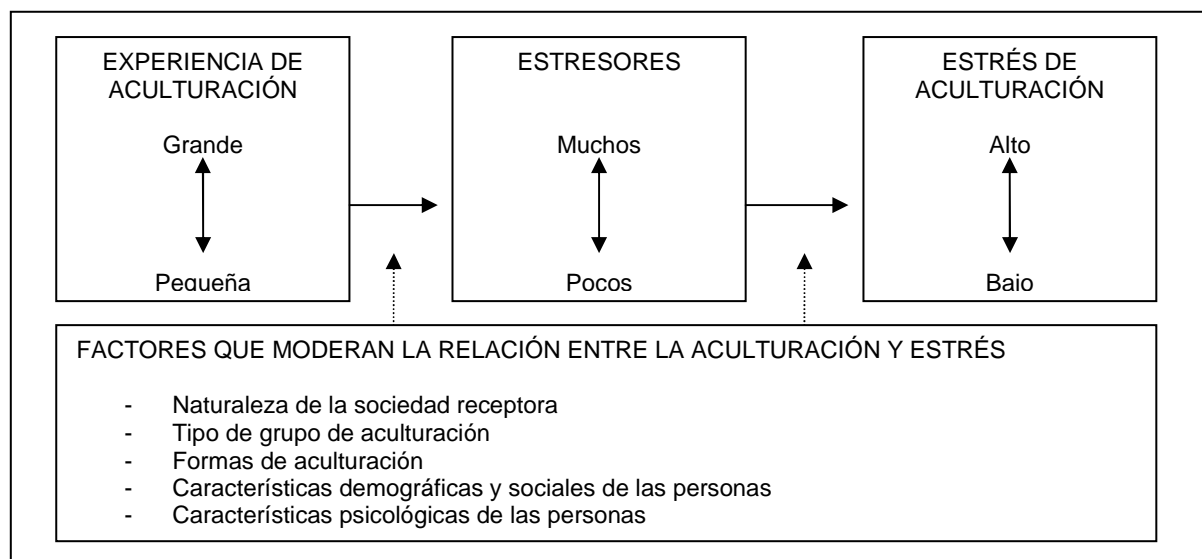 EXPERIENCIA DE
ACULTURACIÓN
Grande
Pequeña
ESTRESORES
Muchos
Pocos
ESTRÉS DE
ACULTURACIÓN
Alto
Bajo
FACTORES QUE MODERAN LA RELACIÓN ENTRE LA ACULTURACIÓN Y ESTRÉS
- Naturaleza de la sociedad receptora
- Tipo de grupo de aculturación
- Formas de aculturación
- Características demográficas y sociales de las personas
- Características psicológicas de las personas